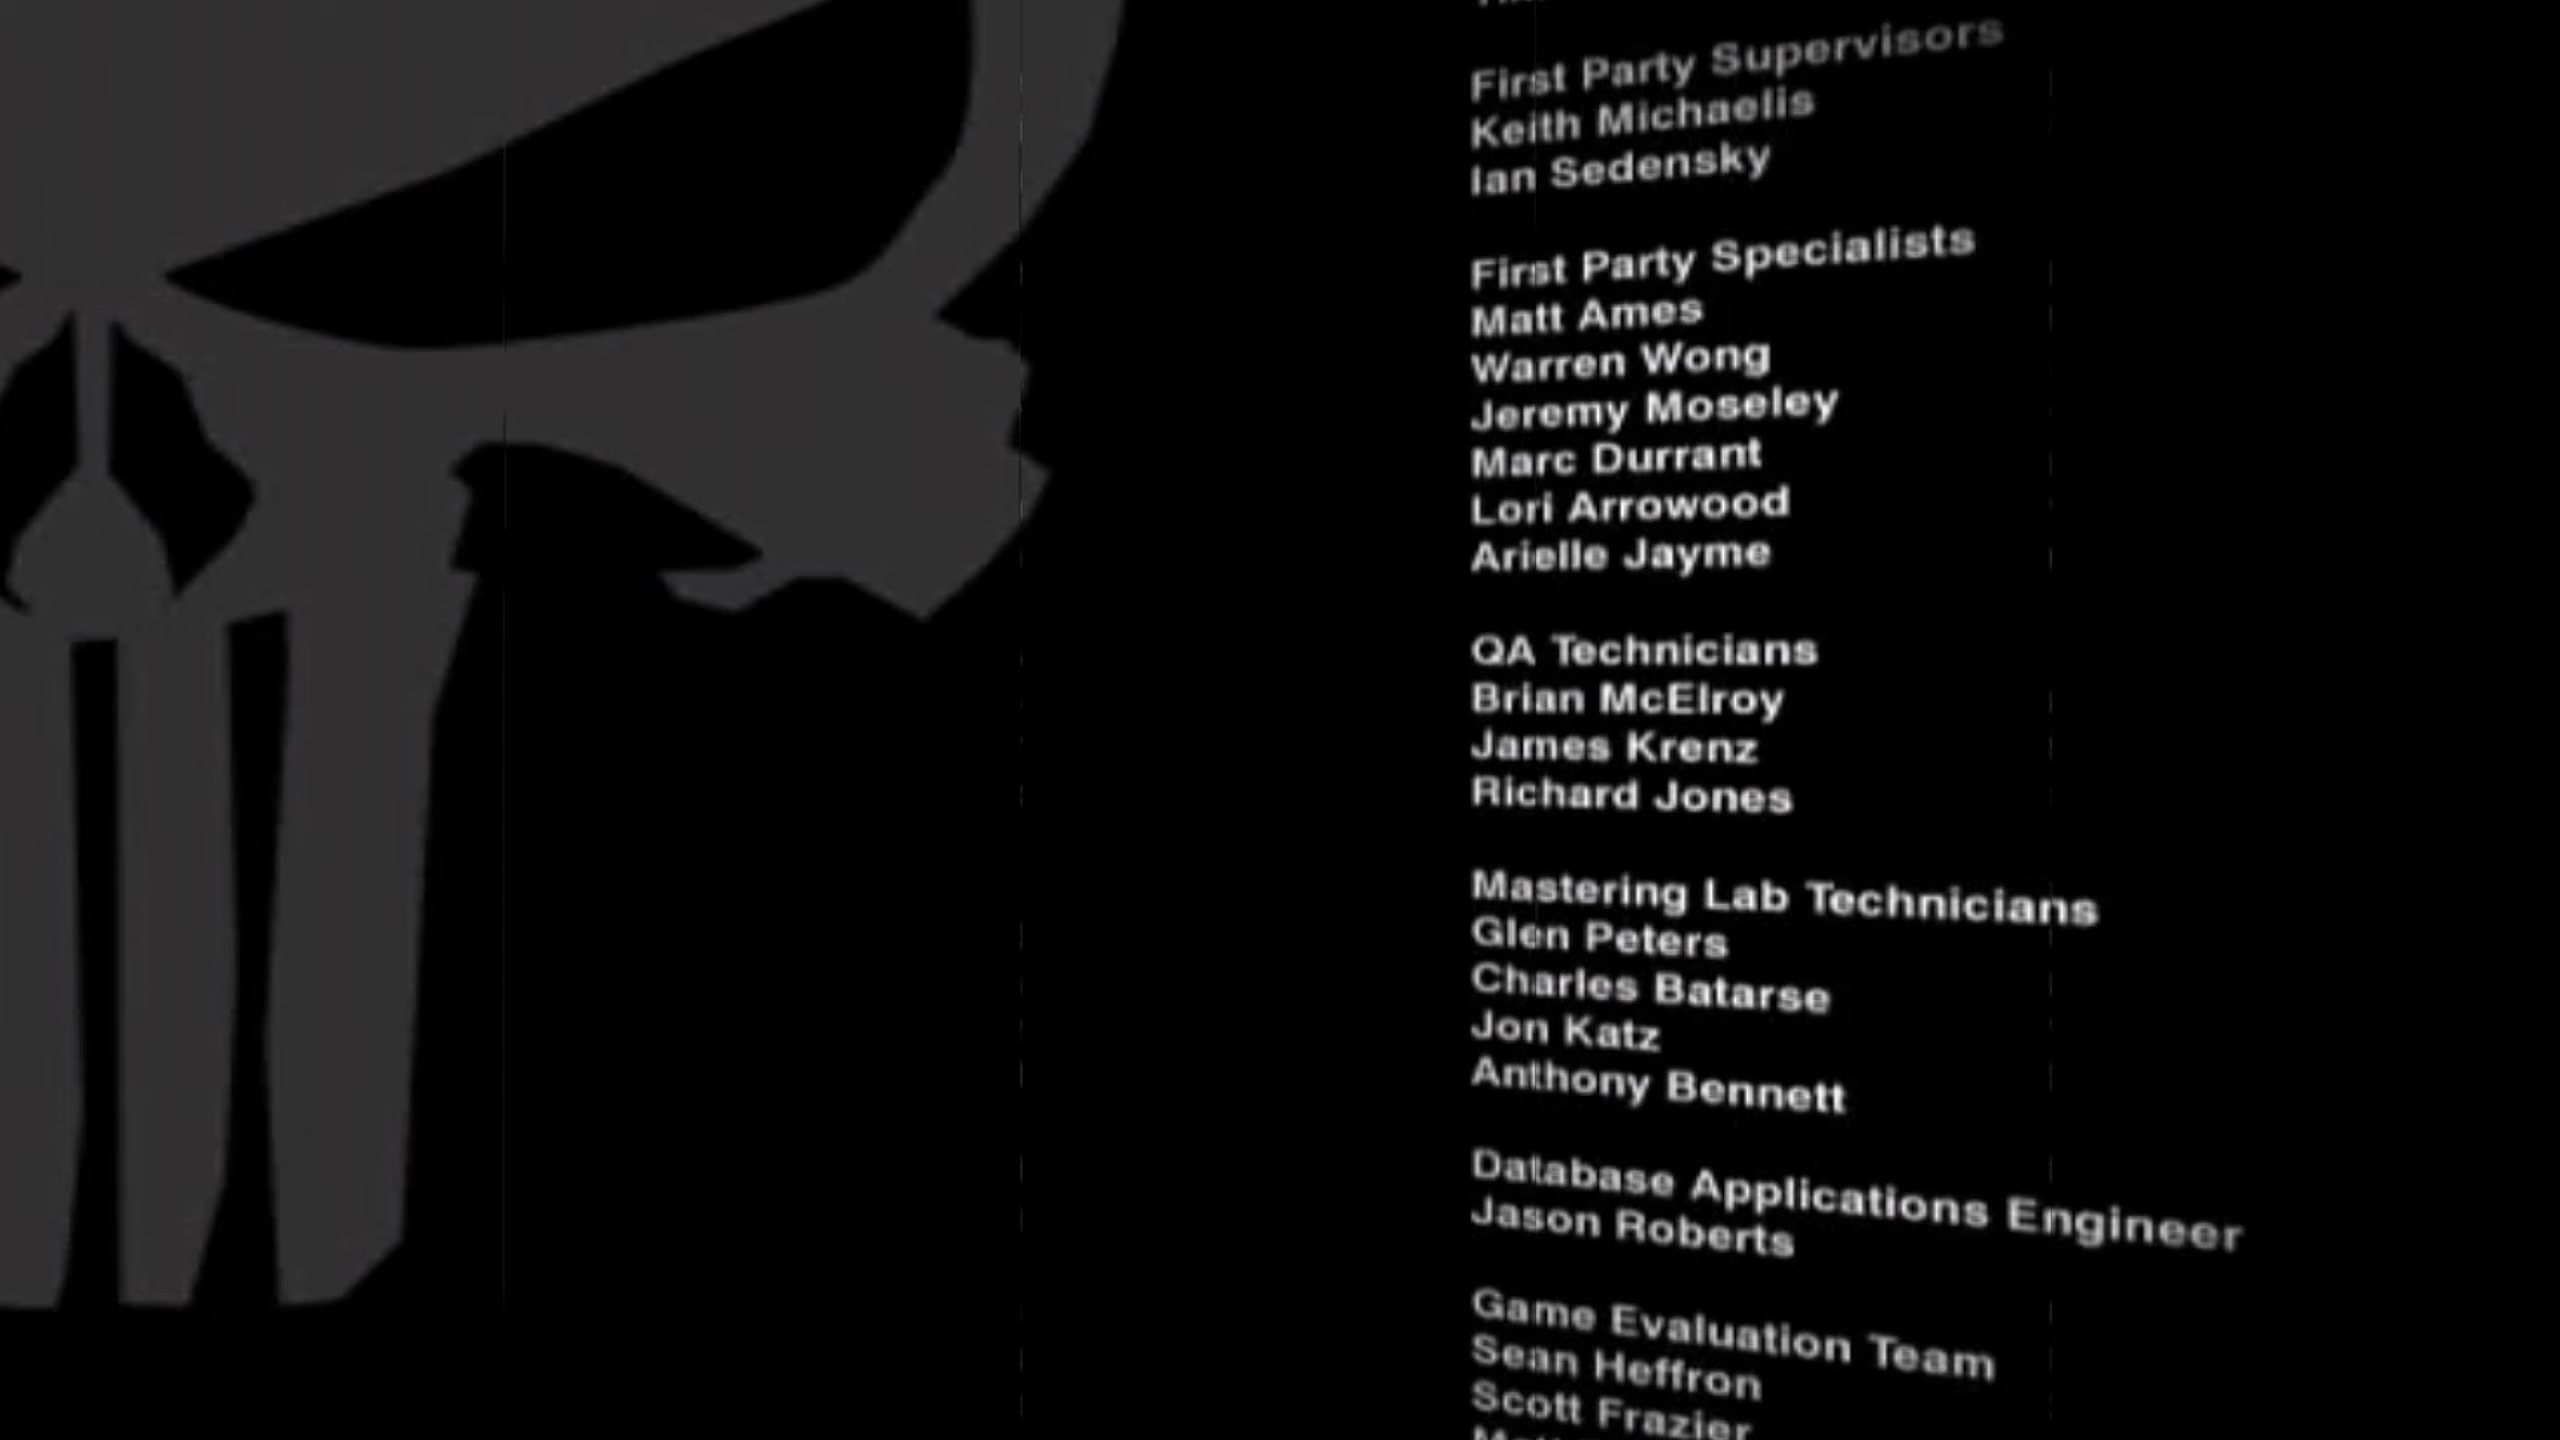 First Party Supervisors
Keith Michaelis
Ian Sedensky
First Party Specialists
Matt Ames
Warren Wong
Jeremy Moseley
Marc Durrant
Lori Arrowood
Arielle Jayme
QA Technicians
Brian McElroy
James Krenz
Richard Jones
Mastering Lab Technicians
Glen Peters
Charles Batarse
Jon Katz
Anthony Bennett
Database Applications Engineer
Jason Roberts
Game Evaluation Team
Sean Heffron
Scott Frazier